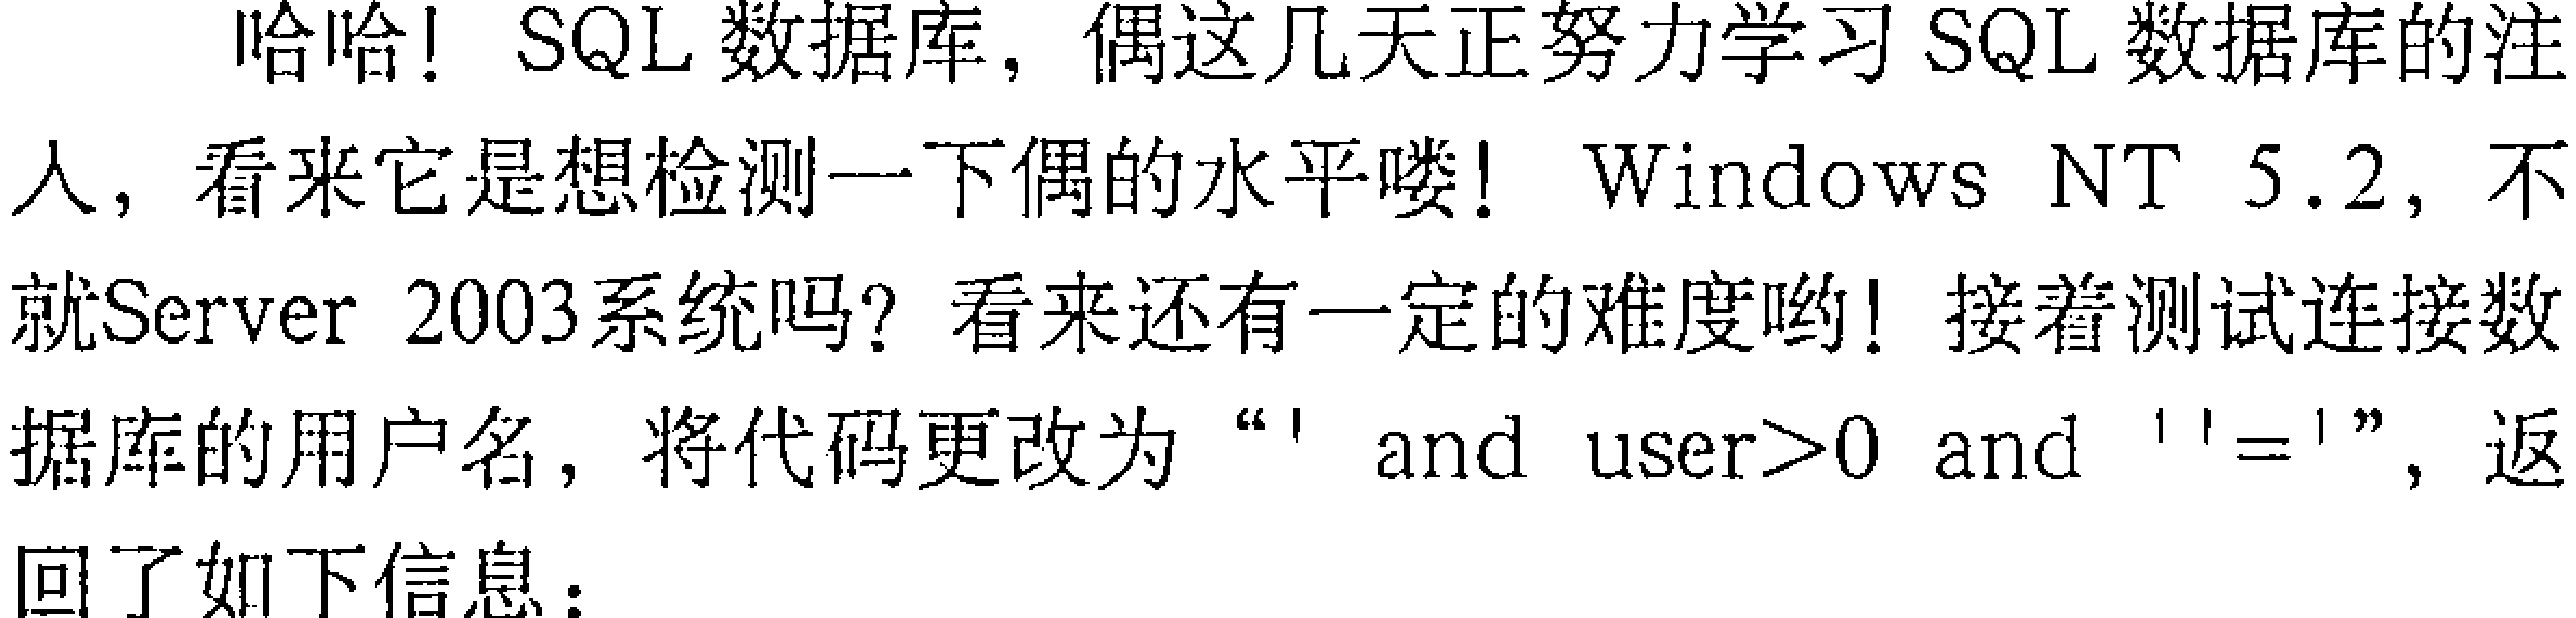 哈哈！SQL 数据库，偶这几天正努力学习 SQL 数据库的注
入，看来它是想检测一下偶的水平喽！ Windows NT 5.2，不
就Server 2003系统吗？看来还有一定的难度哟！接着测试连接数
据库的用户名，将代码更改为“' and user>0 and ''='”，返
回了如下信息：